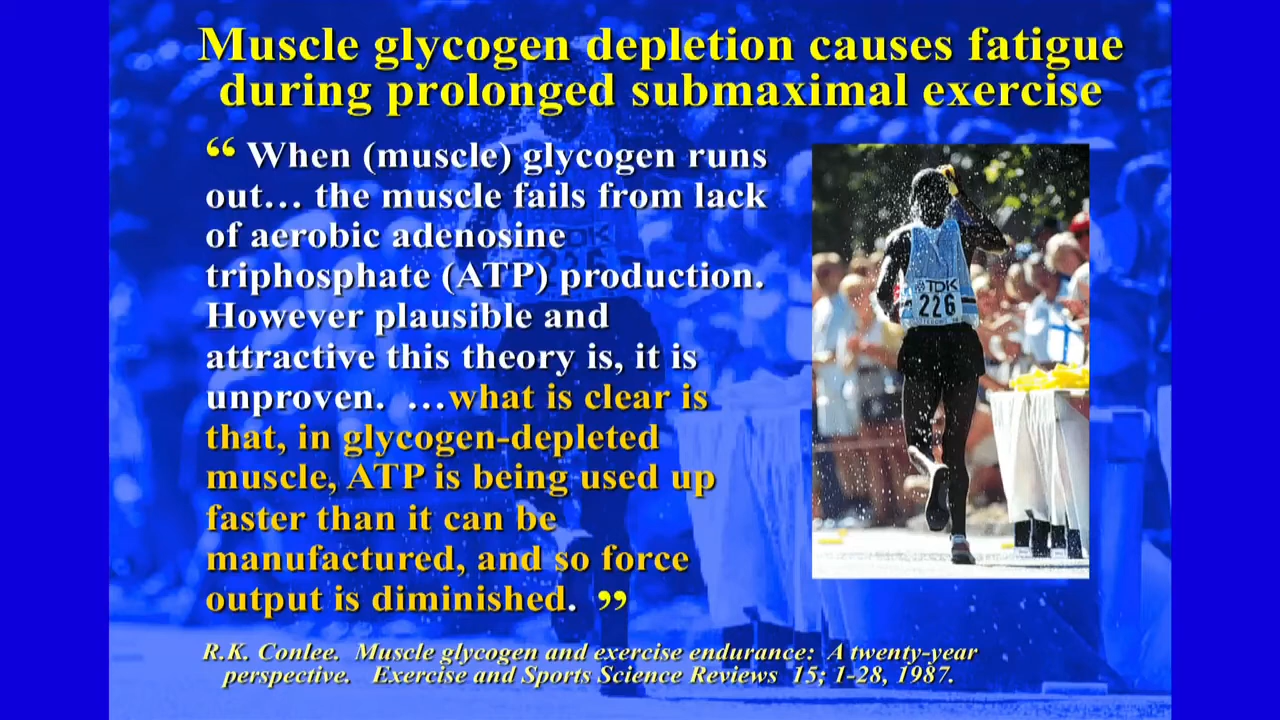 Muscle glycogen depletion causes fatigue
during prolonged submaximal exercise
“ When (muscle) glycogen runs
out… the muscle fails from lack
of aerobic adenosine
triphosphate (ATP) production.
However plausible and
attractive this theory is, it is
unproven. …what is clear is
that, in glycogen-depleted
muscle, ATP is being used up
faster than it can be
manufactured, and so force
output is diminished. ”
TDK
226
R.K. Conlee. Muscle glycogen and exercise endurance: A twenty-year
perspective. Exercise and Sports Science Reviews 15; 1-28, 1987.